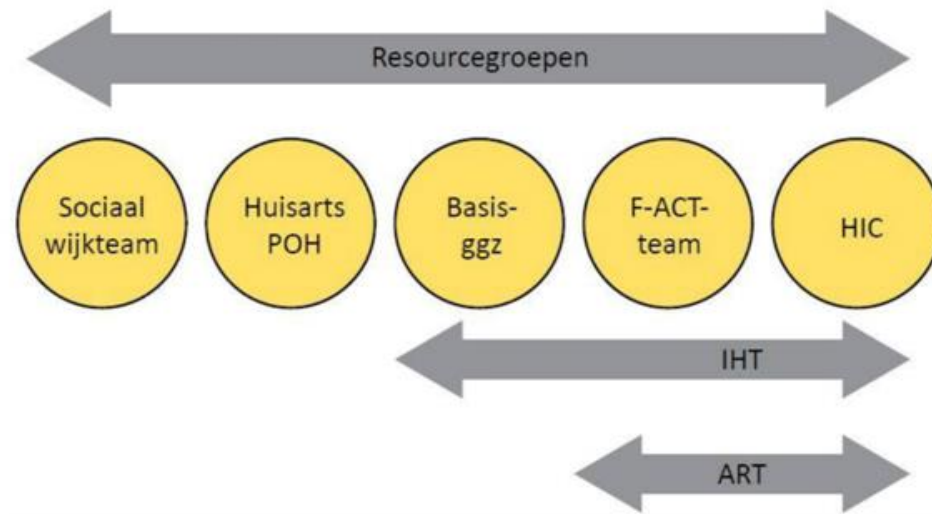 Resourcegroepen
Sociaal
wijkteam
Huisarts
POH
Basis-
ggz
F-ACT-
team
HIC
IHT
ART